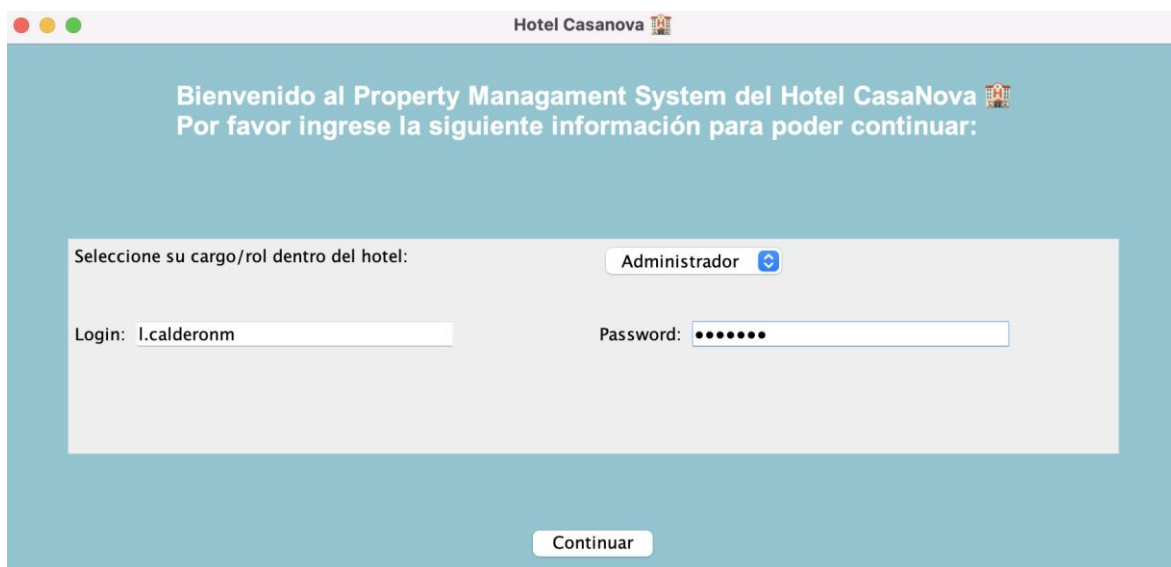 Hotel Casanova 🏨
Bienvenido al Property Managament System del Hotel CasaNova 🏨
Por favor ingrese la siguiente información para poder continuar:
Seleccione su cargo/rol dentro del hotel: Administrador
Login: l.calderonm Password: •••••••
Continuar